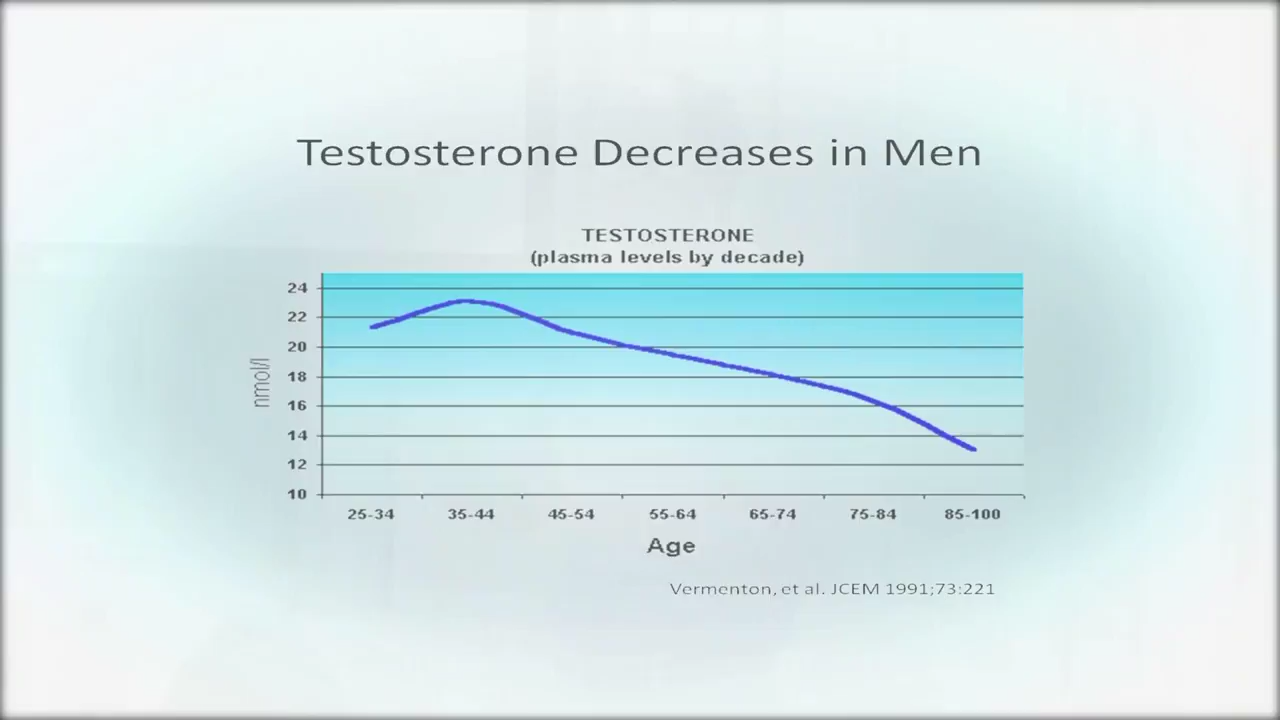 Testosterone Decreases in Men
TESTOSTERONE
(plasma levels by decade)
24
22
20
18
16
14
12
10
nmol/l
25-34 35-44 45-54 55-64 65-74 75-84 85-100
Age
Vermenton, et al. JCEM 1991;73:221